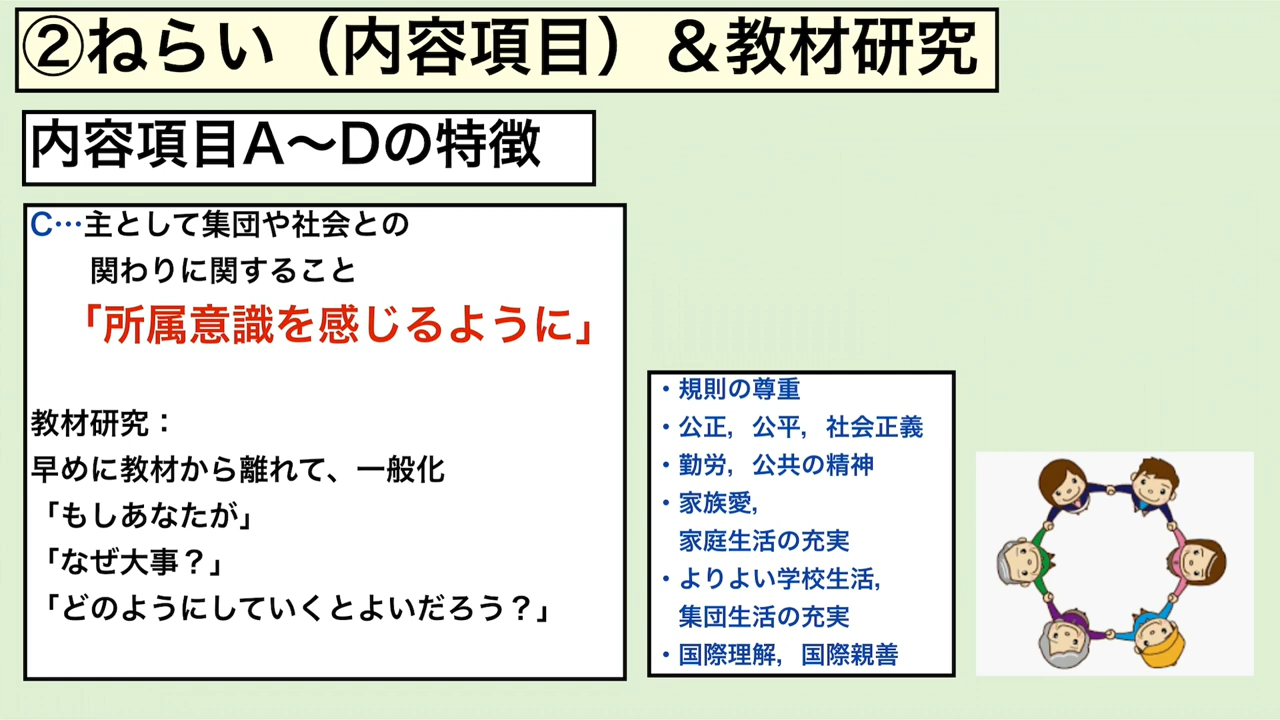 ②ねらい（内容項目）＆教材研究
内容項目A〜Dの特徴
C…主として集団や社会との
関わりに関すること
「所属意識を感じるように」
教材研究：
早めに教材から離れて、一般化
「もしあなたが」
「なぜ大事？」
「どのようにしていくとよいだろう？」
・規則の尊重
・公正，公平，社会正義
・勤労，公共の精神
・家族愛，
家庭生活の充実
・よりよい学校生活，
集団生活の充実
・国際理解，国際親善